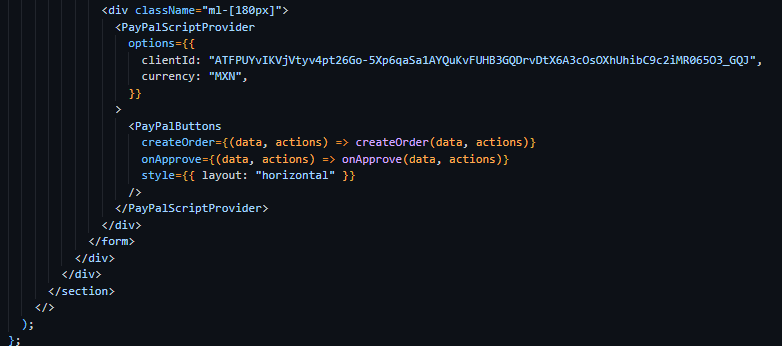 <div className="ml-[180px]">
<PayPalScriptProvider
options={{
clientId: "ATFPUYvIKVjVtyv4pt26Go-5Xp6qaSa1AYQuKvFUHB3GQDrvDtX6A3cOsOXhUhibC9c2iMR065O3_GQJ",
currency: "MXN",
}}
>
<PayPalButtons
createOrder={(data, actions) => createOrder(data, actions)}
onApprove={(data, actions) => onApprove(data, actions)}
style={{ layout: "horizontal" }}
/>
</PayPalScriptProvider>
</div>
</form>
</div>
</div>
</section>
</>
);
};